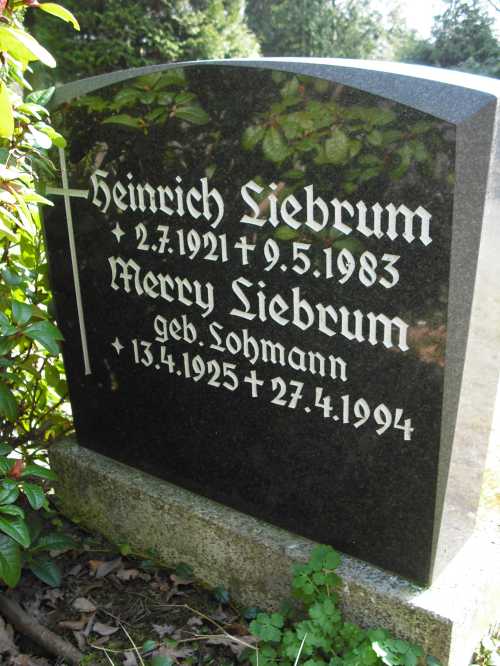 Heinrich Liebrum
✦ 2.7.1921 ✝ 9.5.1983
Merry Liebrum
geb. Lohmann
✦ 13.4.1925 ✝ 27.4.1994